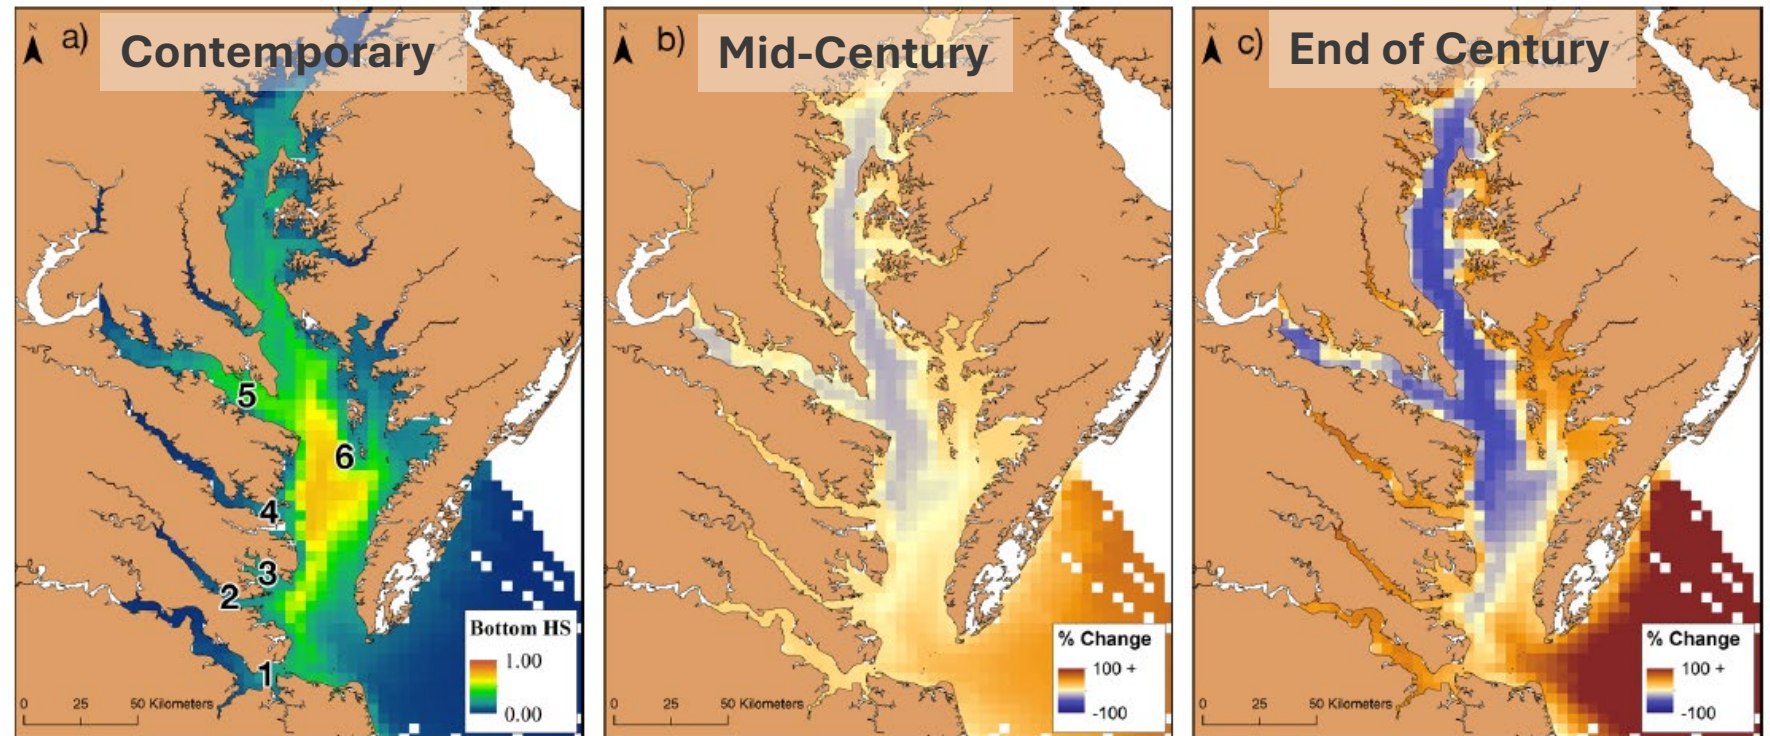 N
a)
Contemporary
5
6
4
3
2
1
Bottom HS
1.00
0.00
0 25 50 Kilometers
N
b)
Mid-Century
% Change
100 +
-100
0 25 50 Kilometers
N
c)
End of Century
% Change
100 +
-100
0 25 50 Kilometers